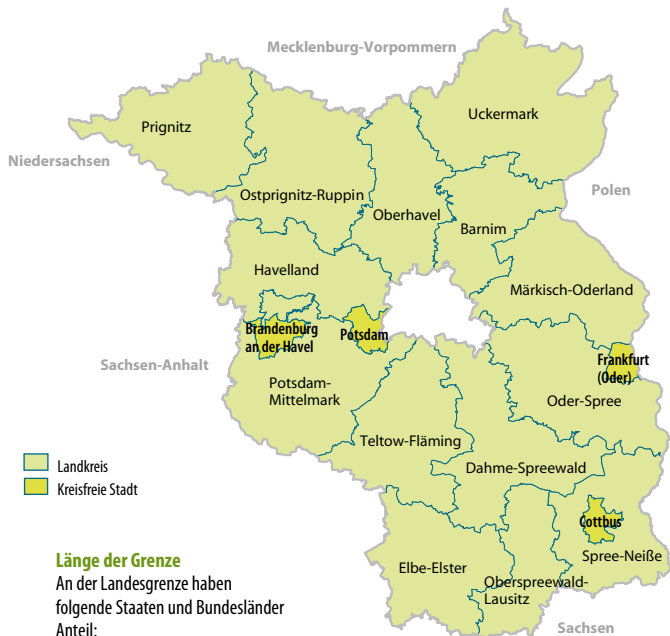 Mecklenburg-Vorpommern
Uckermark
Prignitz
Niedersachsen
Polen
Ostprignitz-Ruppin
Oberhavel
Barnim
Havelland
Märkisch-Oderland
Brandenburg
an der Havel
Potsdam
Sachsen-Anhalt
Frankfurt
(Oder)
Potsdam-
Mittelmark
Oder-Spree
Teltow-Fläming
Dahme-Spreewald
Landkreis
Kreisfreie Stadt
Cottbus
Spree-Neiße
Elbe-Elster
Oberspreewald-
Lausitz
Sachsen
Länge der Grenze
An der Landesgrenze haben
folgende Staaten und Bundesländer
Anteil: